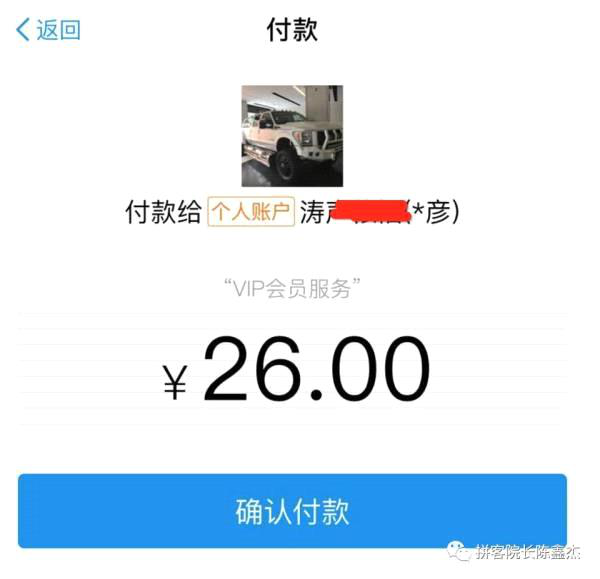 返回
付款
付款给 个人账户 涛 (*彦)
“VIP会员服务”
¥ 26.00
确认付款
拼客院长陈鑫杰